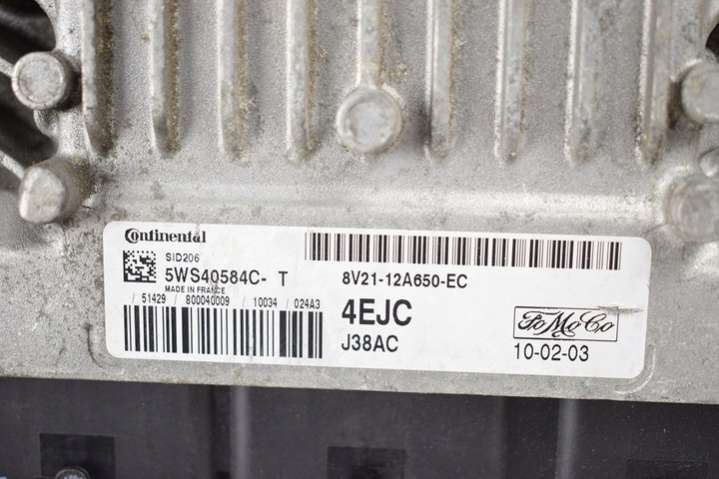 Continental
SID206
5WS40584C- T
MADE IN FRANCE
/ 51429 / 800040009 / 10034 / 024A3
8V21-12A650-EC
4EJC
J38AC
FoMoCo
10-02-03